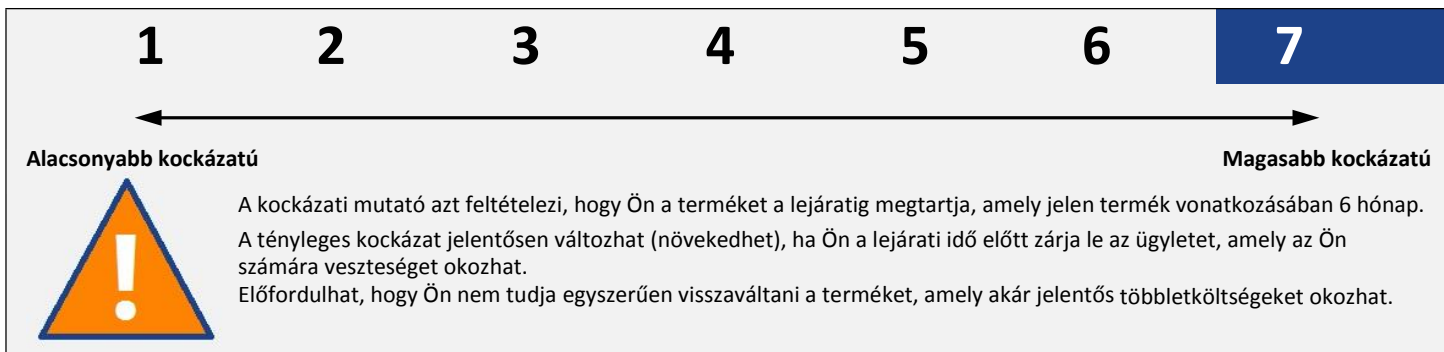 1 2 3 4 5 6 7
Alacsonyabb kockázatú Magasabb kockázatú
A kockázati mutató azt feltételezi, hogy Ön a terméket a lejáratig megtartja, amely jelen termék vonatkozásában 6 hónap.
A tényleges kockázat jelentősen változhat (növekedhet), ha Ön a lejárati idő előtt zárja le az ügyletet, amely az Ön
számára veszteséget okozhat.
Előfordulhat, hogy Ön nem tudja egyszerűen visszaváltani a terméket, amely akár jelentős többletköltségeket okozhat.
!